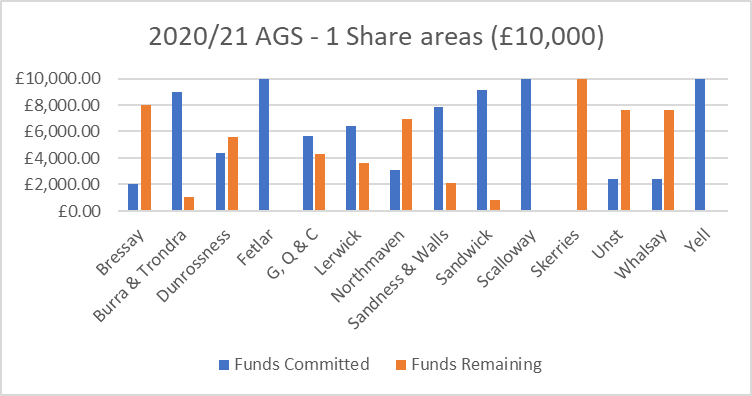 2020/21 AGS - 1 Share areas (£10,000)
£10,000.00
£8,000.00
£6,000.00
£4,000.00
£2,000.00
£0.00
Bressay
Burra & Trondra
Dunrossness
Fetlar
G, Q & C
Lerwick
Northmaven
Sandness & Walls
Sandwick
Scalloway
Skerries
Unst
Whalsay
Yell
Funds Committed
Funds Remaining